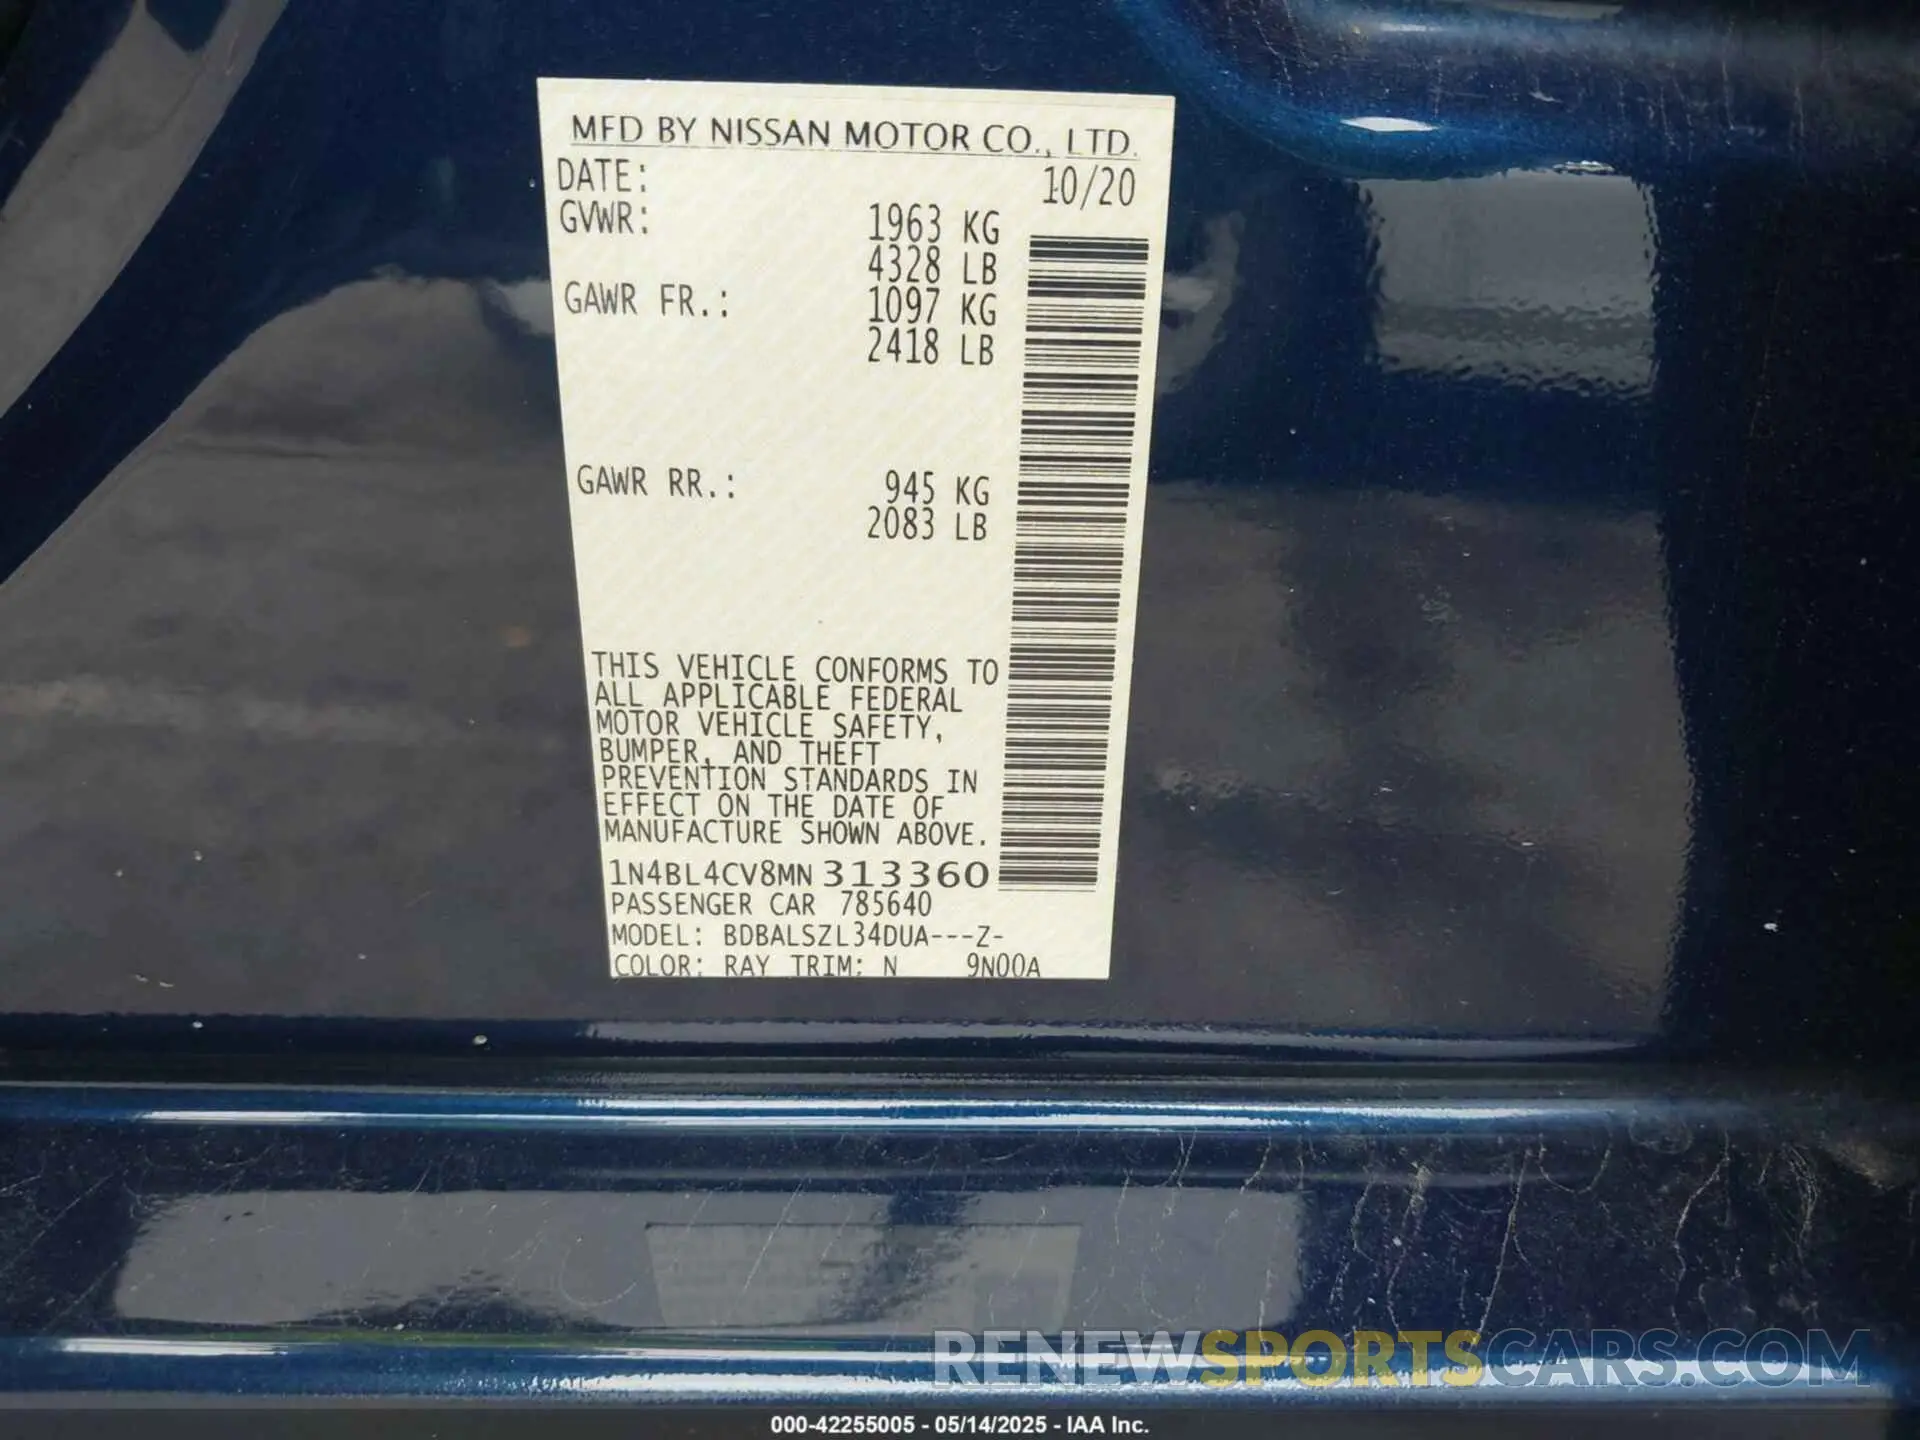 MFD BY NISSAN MOTOR CO., LTD.
DATE: 10/20
GVWR: 1963 KG
4328 LB
GAWR FR.: 1097 KG
2418 LB
GAWR RR.: 945 KG
2083 LB
THIS VEHICLE CONFORMS TO
ALL APPLICABLE FEDERAL
MOTOR VEHICLE SAFETY,
BUMPER, AND THEFT
PREVENTION STANDARDS IN
EFFECT ON THE DATE OF
MANUFACTURE SHOWN ABOVE.
1N4BL4CV8MN313360
PASSENGER CAR 785640
MODEL: BDBALSZL34DUA---Z-
COLOR: RAY TRIM: N 9N00A
RENEWSPORTSCARS.COM
000-42255005 - 05/14/2025 - IAA Inc.